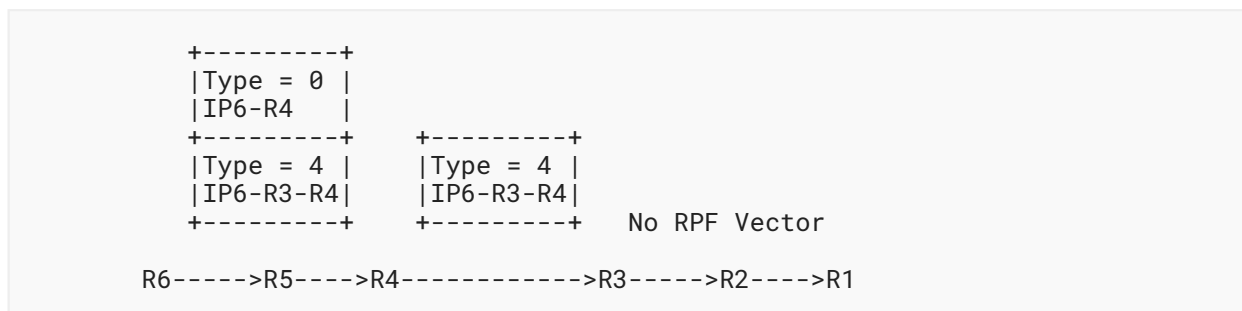 +---------+
|Type = 0 |
|IP6-R4   |
+---------+    +---------+
|Type = 4 |    |Type = 4 |
|IP6-R3-R4|    |IP6-R3-R4|
+---------+    +---------+   No RPF Vector
R6----->R5---->R4------------>R3----->R2---->R1